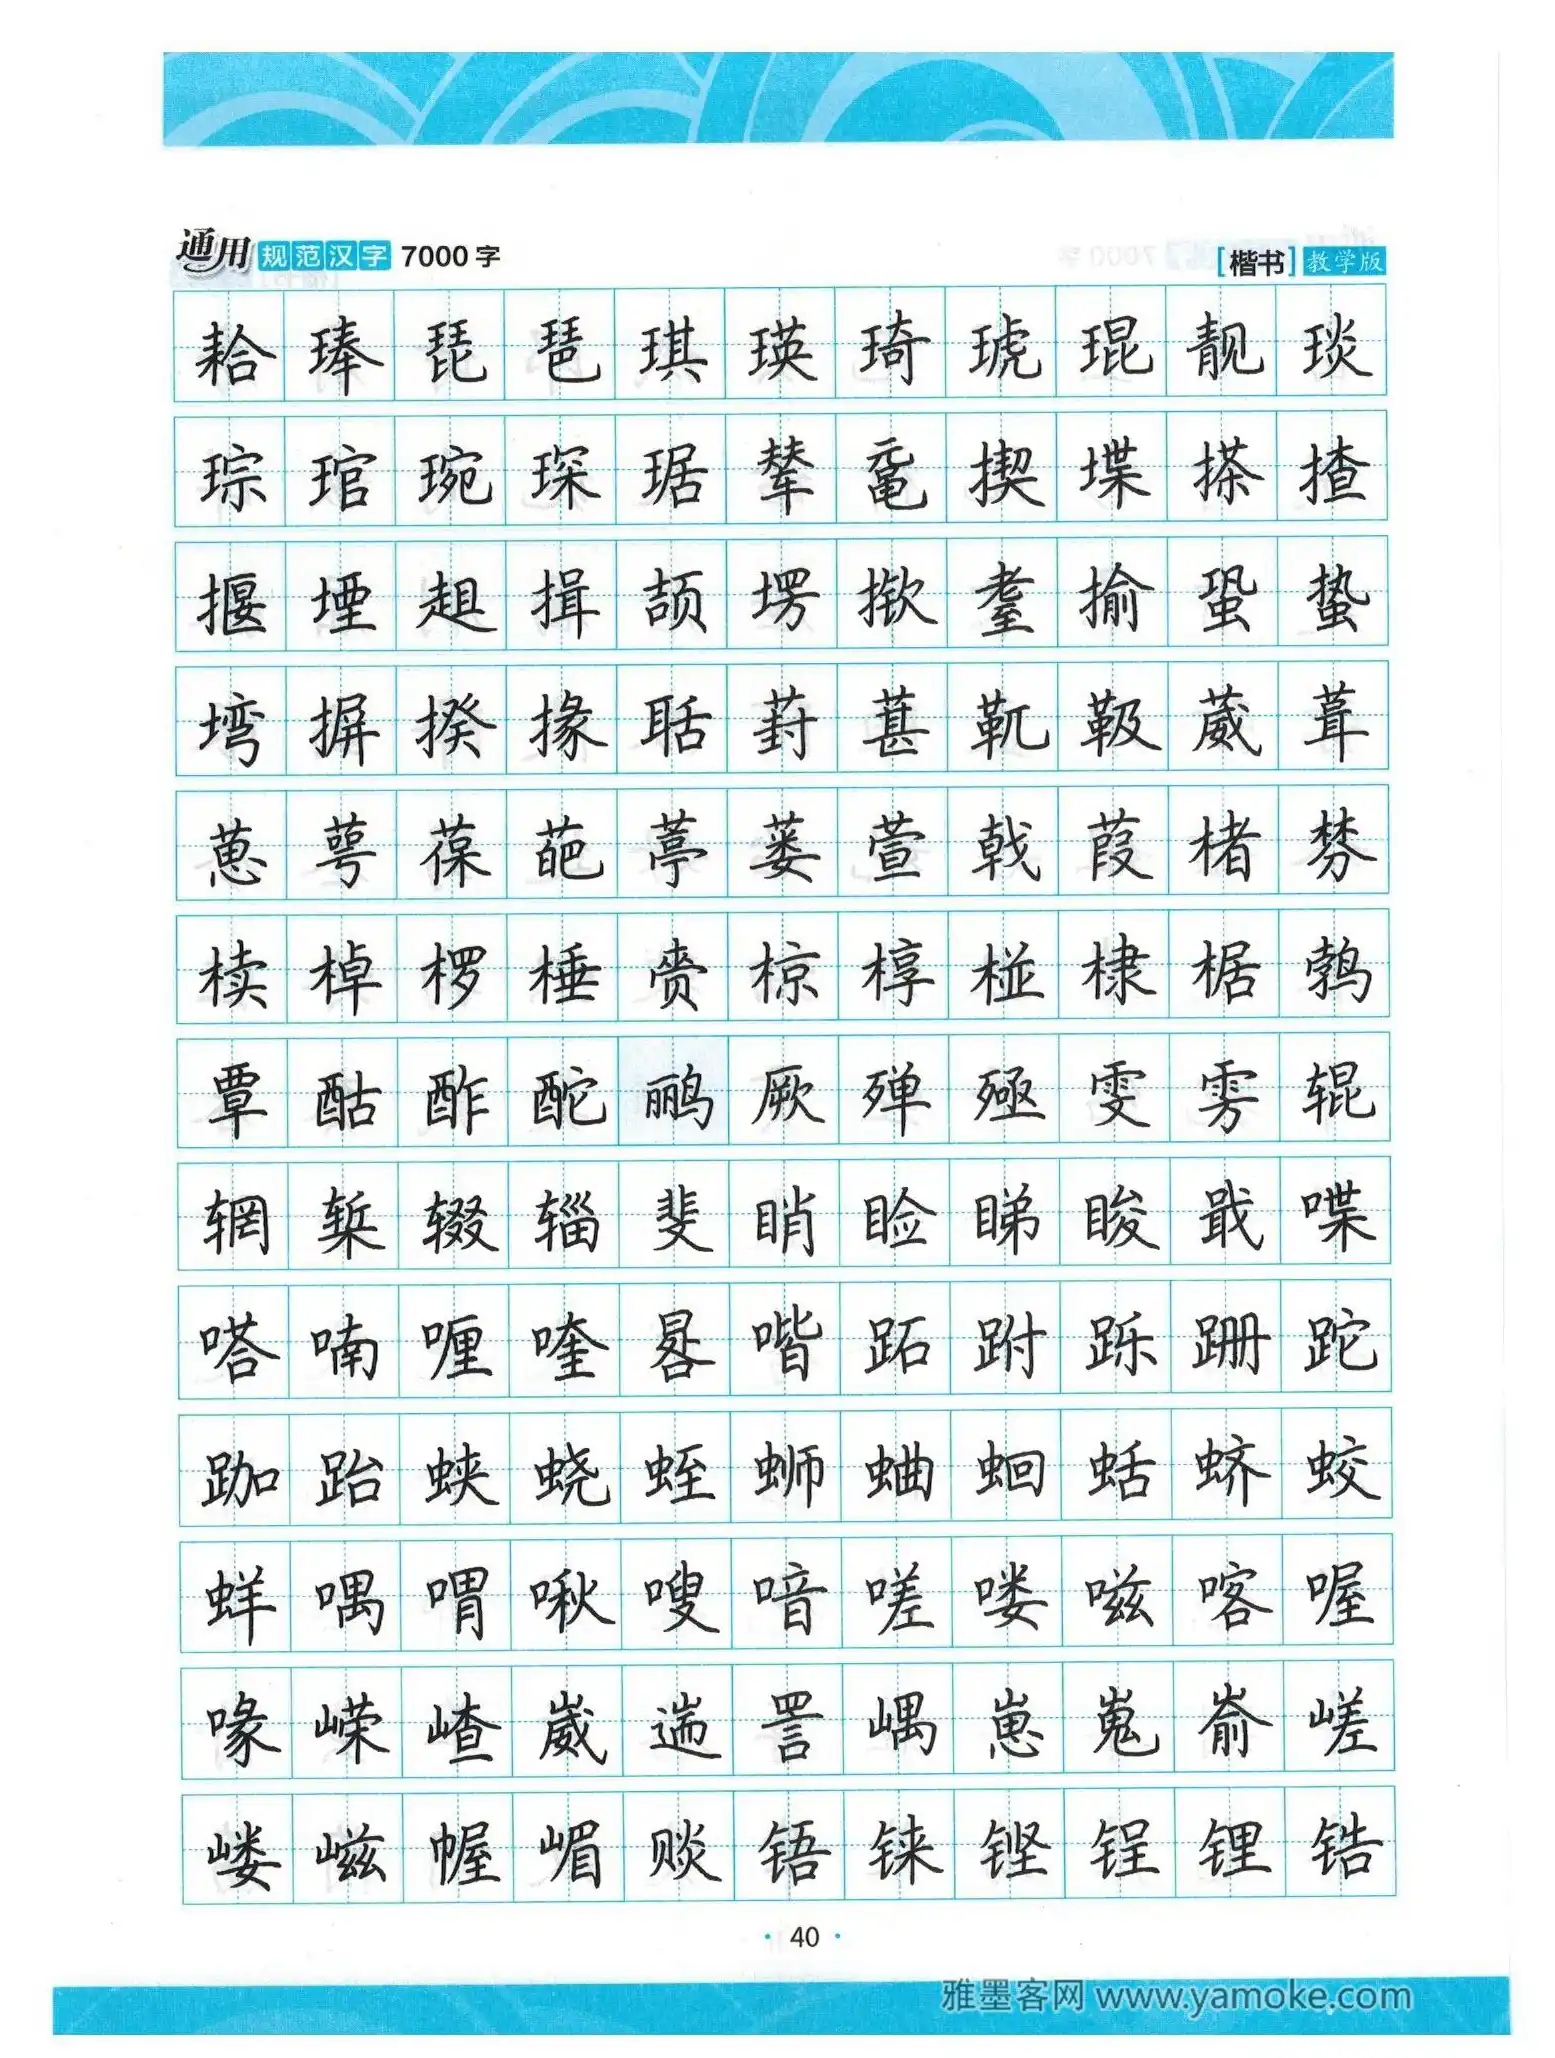 通用规范汉字 7000字 [楷书]教学版
耠琫琵琶琪瑛琦琥琨靓琰
琮琯琬琛琚辇鼋揳堞搽揸
揠堙趄揖颉塄揿耋揄蛩蛰
塆摒揆掾聒葑葚靰靸葳葺
葸萼葆葩葶蒌萱戟葭楮棼
椟棹椤棰赍椋椁椪棣椐鹁
覃酤酢酡鹂厥殚殛雯雱辊
辋椠辍辎斐睄睑睇睃戢喋
嗒喃喱喹晷喈跖跗跞跚跎
跏跆蛱蛲蛭蛳蛐蛔蛞蛴蛟
蛘喁喟啾嗖喑嗟喽嗞喀喔
喙嵘嵖崴遄詈嵎崽嵬嵛嵯
嵝嵫幄嵋赕铻铼铿锃锂锆
·40·
雅墨客网 www.yamoke.com